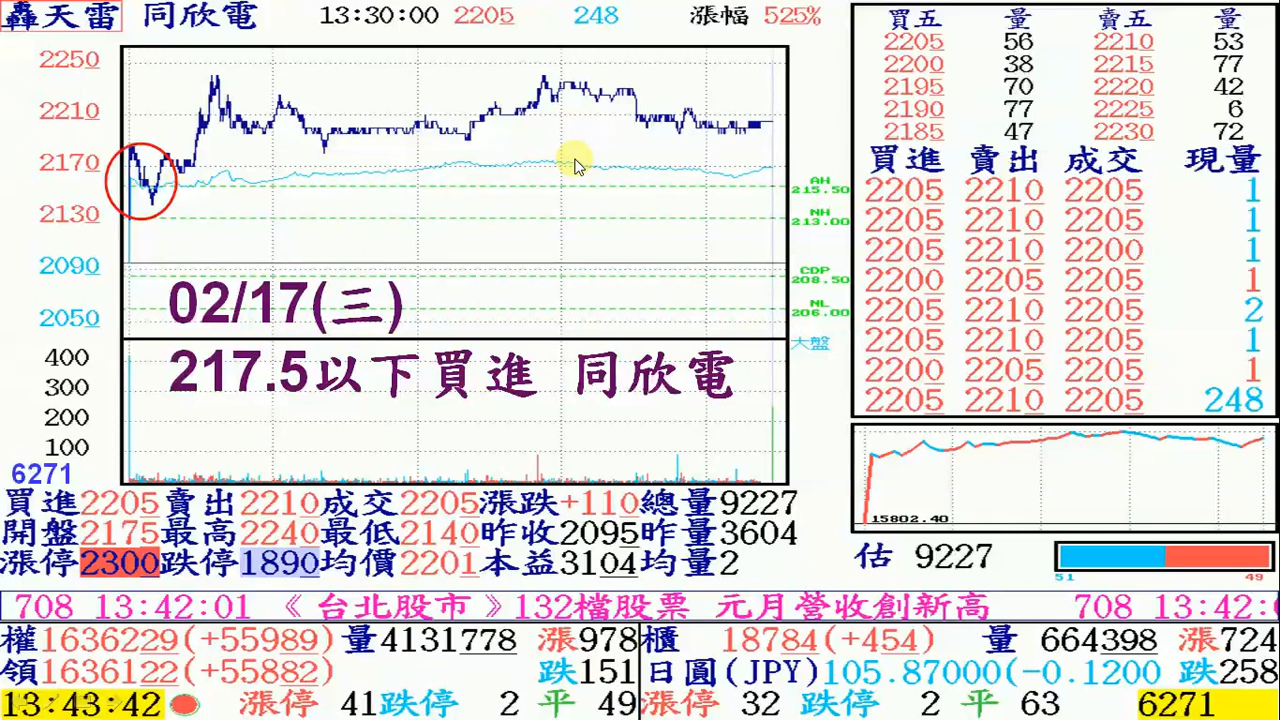 轟天雷 同欣電 13:30:00 2205 248 漲幅 525%
買五 量 賣五 量
2205 56 2210 53
2200 38 2215 77
2195 70 2220 42
2190 77 2225 6
2185 47 2230 72
買進 賣出 成交 現量
2205 2210 2205 1
2205 2210 2205 1
2205 2210 2200 1
2200 2205 2205 1
2205 2210 2205 2
2205 2210 2205 1
2200 2205 2200 1
2205 2210 2205 248
2250
2210
2170
2130
2090
2050
AH
215.50
NH
213.00
CDP
208.50
NL
206.00
大盤
02/17(三)
217.5以下買進 同欣電
400
300
200
100
6271
15802.40
買進2205賣出2210成交2205漲跌+110總量9227
開盤2175最高2240最低2140昨收2095昨量3604
漲停2300跌停1890均價2201本益3104均量2
估 9227
51 49
708 13:42:01 《台北股市》132檔股票 元月營收創新高 708 13:42:0
權1636229(+55989)量4131778 漲978 櫃 18784(+454) 量 664398 漲724
領1636122(+55882) 跌151 日圓(JPY)105.87000(-0.1200 跌258
13:43:42 漲停 41跌停 2 平 49 漲停 32 跌停 2 平 63 6271